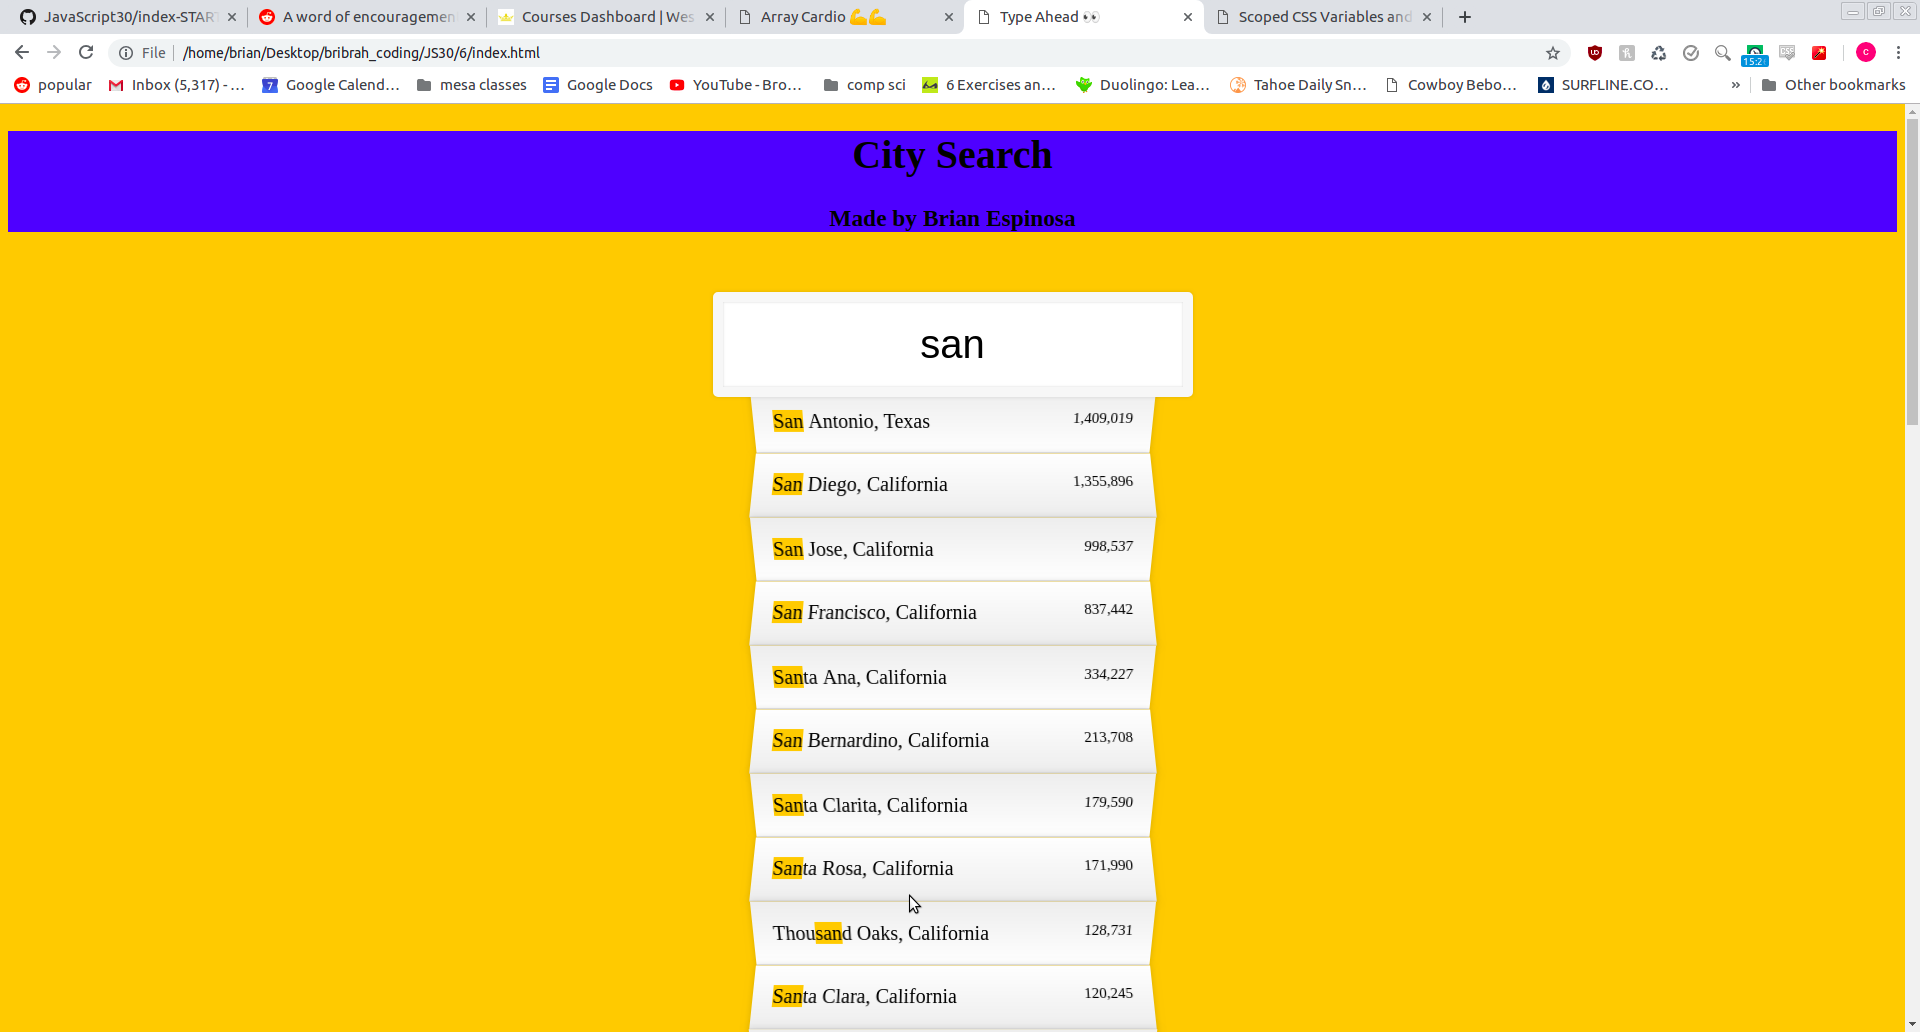 JavaScript30/index-START
A word of encouragemen
Courses Dashboard | Wes
Array Cardio 💪💪
Type Ahead 👀
Scoped CSS Variables and
File
/home/brian/Desktop/bribrah_coding/JS30/6/index.html
15:2
C
popular
Inbox (5,317) - ...
7
Google Calend...
mesa classes
Google Docs
YouTube - Bro...
comp sci
6 Exercises an...
Duolingo: Lea...
Tahoe Daily Sn...
Cowboy Bebo...
SURFLINE.CO...
»
Other bookmarks
City Search
Made by Brian Espinosa
san
San Antonio, Texas 1,409,019
San Diego, California 1,355,896
San Jose, California 998,537
San Francisco, California 837,442
Santa Ana, California 334,227
San Bernardino, California 213,708
Santa Clarita, California 179,590
Santa Rosa, California 171,990
Thousand Oaks, California 128,731
Santa Clara, California 120,245